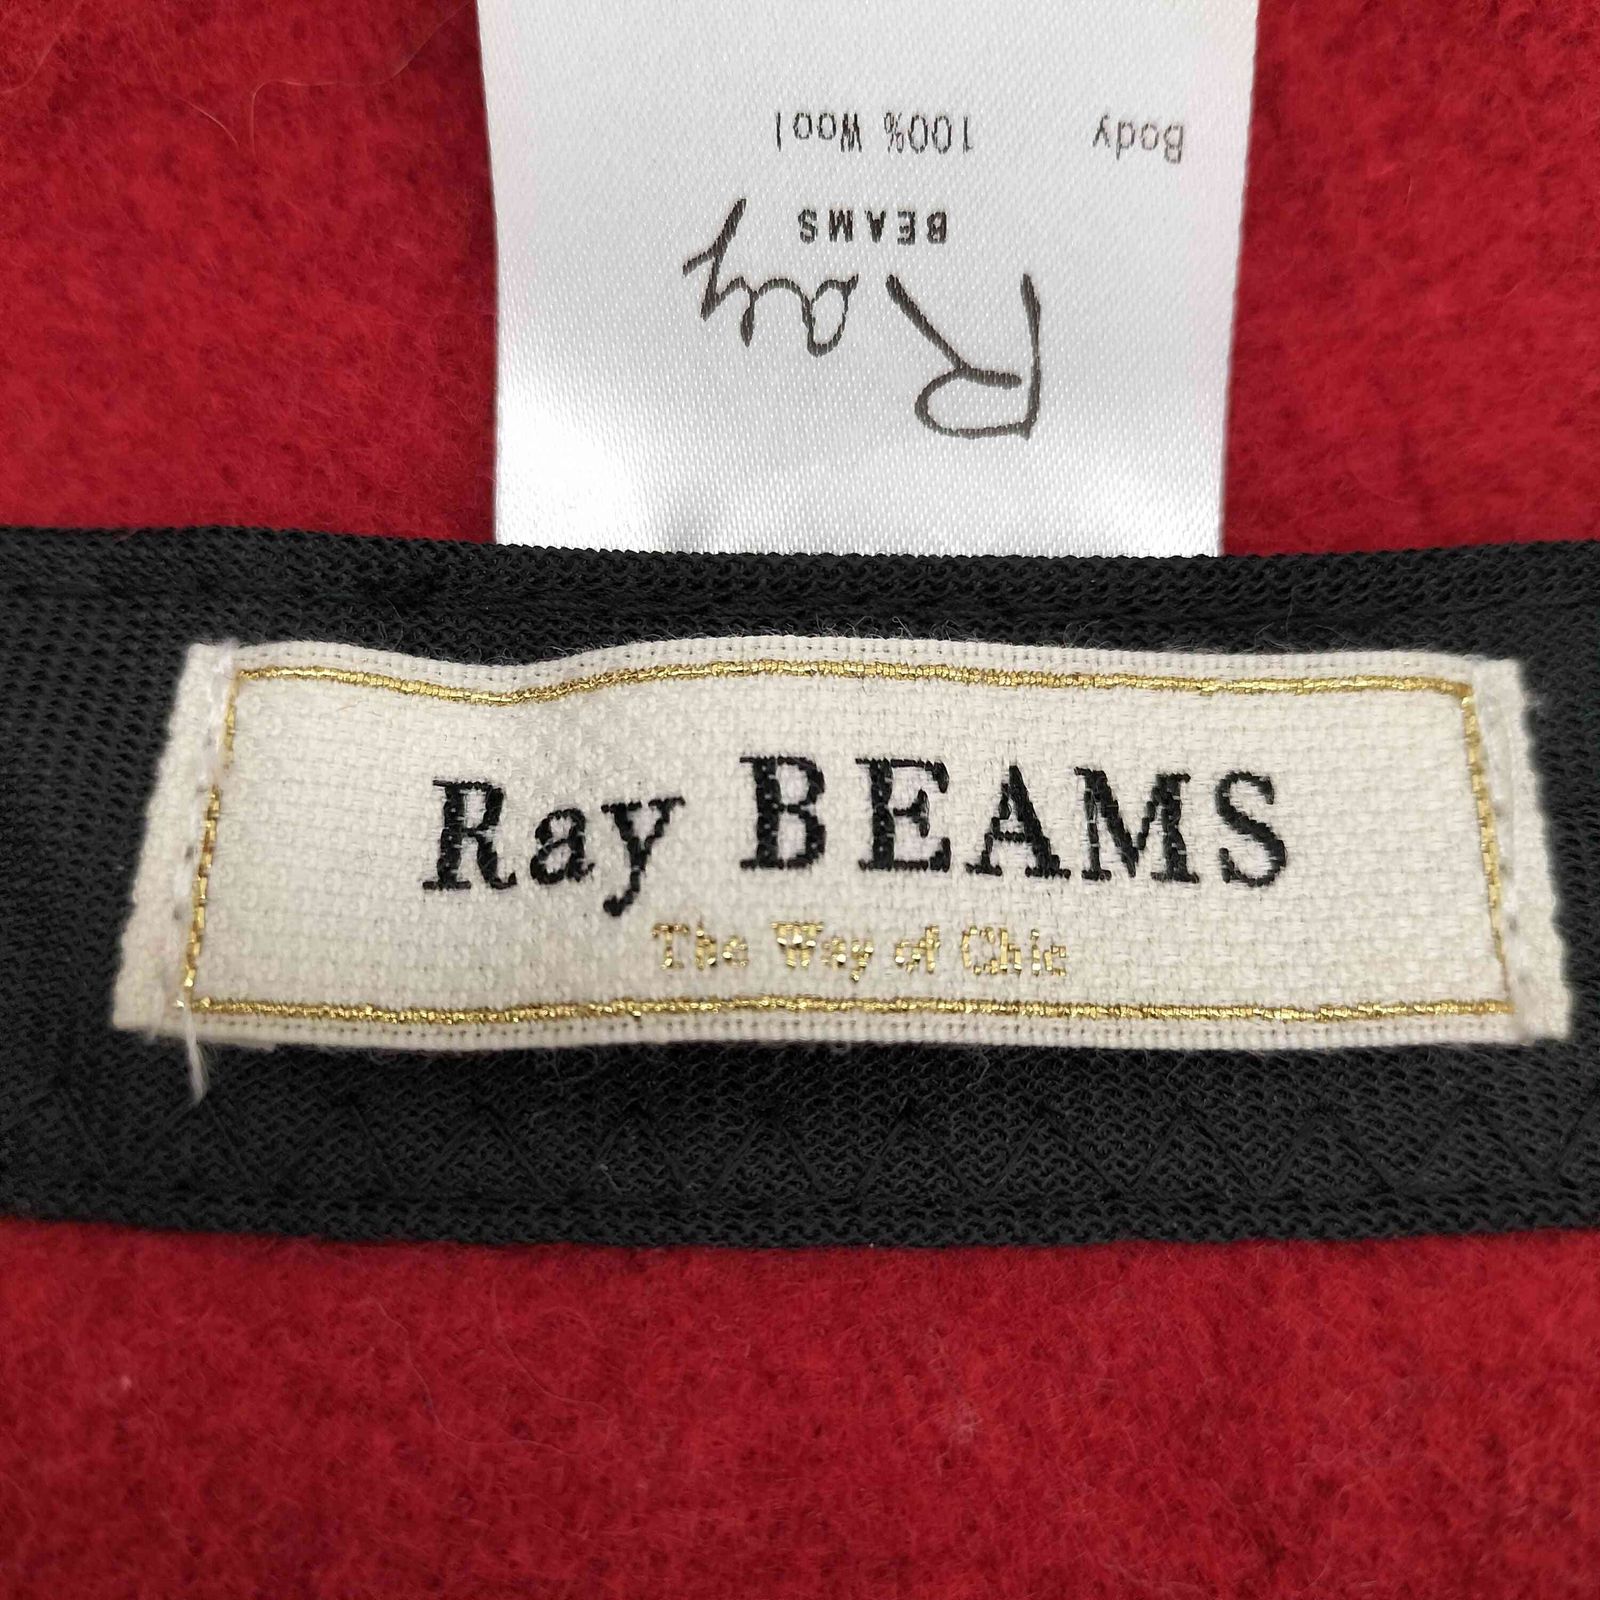 Ray
BEAMS
Body 100% Wool
Ray BEAMS
The Way of Chic